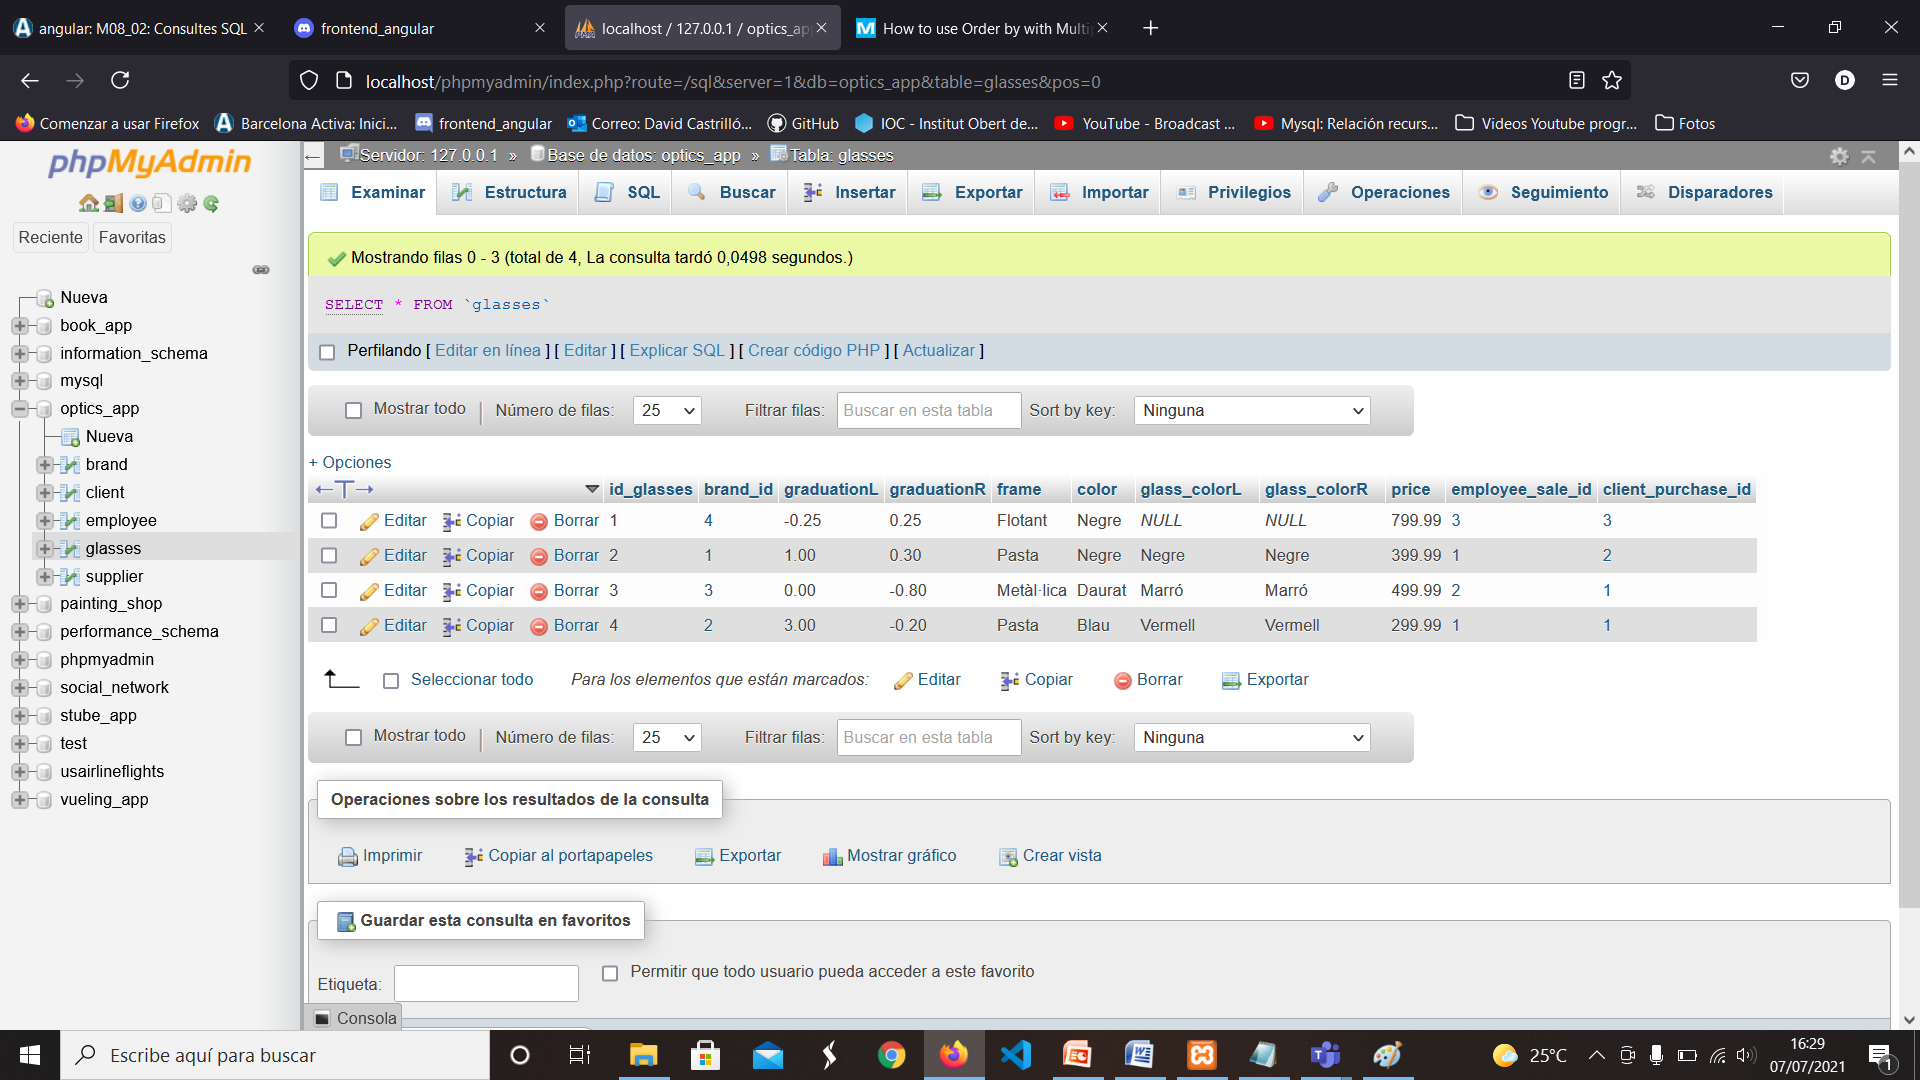 angular: M08_02: Consultes SQL
frontend_angular
localhost / 127.0.0.1 / optics_ap
How to use Order by with Multip
localhost/phpmyadmin/index.php?route=/sql&server=1&db=optics_app&table=glasses&pos=0
D
Comenzar a usar Firefox
Barcelona Activa: Inici...
frontend_angular
Correo: David Castrilló...
GitHub
IOC - Institut Obert de...
YouTube - Broadcast ...
Mysql: Relación recurs...
Videos Youtube progr...
Fotos
phpMyAdmin
Reciente
Favoritas
Nueva
book_app
information_schema
mysql
optics_app
Nueva
brand
client
employee
glasses
supplier
painting_shop
performance_schema
phpmyadmin
social_network
stube_app
test
usairlineflights
vueling_app
Servidor: 127.0.0.1 » Base de datos: optics_app » Tabla: glasses
Examinar
Estructura
SQL
Buscar
Insertar
Exportar
Importar
Privilegios
Operaciones
Seguimiento
Disparadores
Mostrando filas 0 - 3 (total de 4, La consulta tardó 0,0498 segundos.)
SELECT * FROM `glasses`
Perfilando [ Editar en línea ] [ Editar ] [ Explicar SQL ] [ Crear código PHP ] [ Actualizar ]
Mostrar todo | Número de filas: 25 Filtrar filas: Buscar en esta tabla Sort by key: Ninguna
+ Opciones
id_glasses brand_id graduationL graduationR frame color glass_colorL glass_colorR price employee_sale_id client_purchase_id
Editar Copiar Borrar 1 4 -0.25 0.25 Flotant Negre NULL NULL 799.99 3 3
Editar Copiar Borrar 2 1 1.00 0.30 Pasta Negre Negre Negre 399.99 1 2
Editar Copiar Borrar 3 3 0.00 -0.80 Metàl·lica Daurat Marró Marró 499.99 2 1
Editar Copiar Borrar 4 2 3.00 -0.20 Pasta Blau Vermell Vermell 299.99 1 1
Seleccionar todo Para los elementos que están marcados: Editar Copiar Borrar Exportar
Mostrar todo | Número de filas: 25 Filtrar filas: Buscar en esta tabla Sort by key: Ninguna
Operaciones sobre los resultados de la consulta
Imprimir Copiar al portapapeles Exportar Mostrar gráfico Crear vista
Guardar esta consulta en favoritos
Etiqueta: Permitir que todo usuario pueda acceder a este favorito
Consola
Escribe aquí para buscar
25°C
16:29
07/07/2021
1